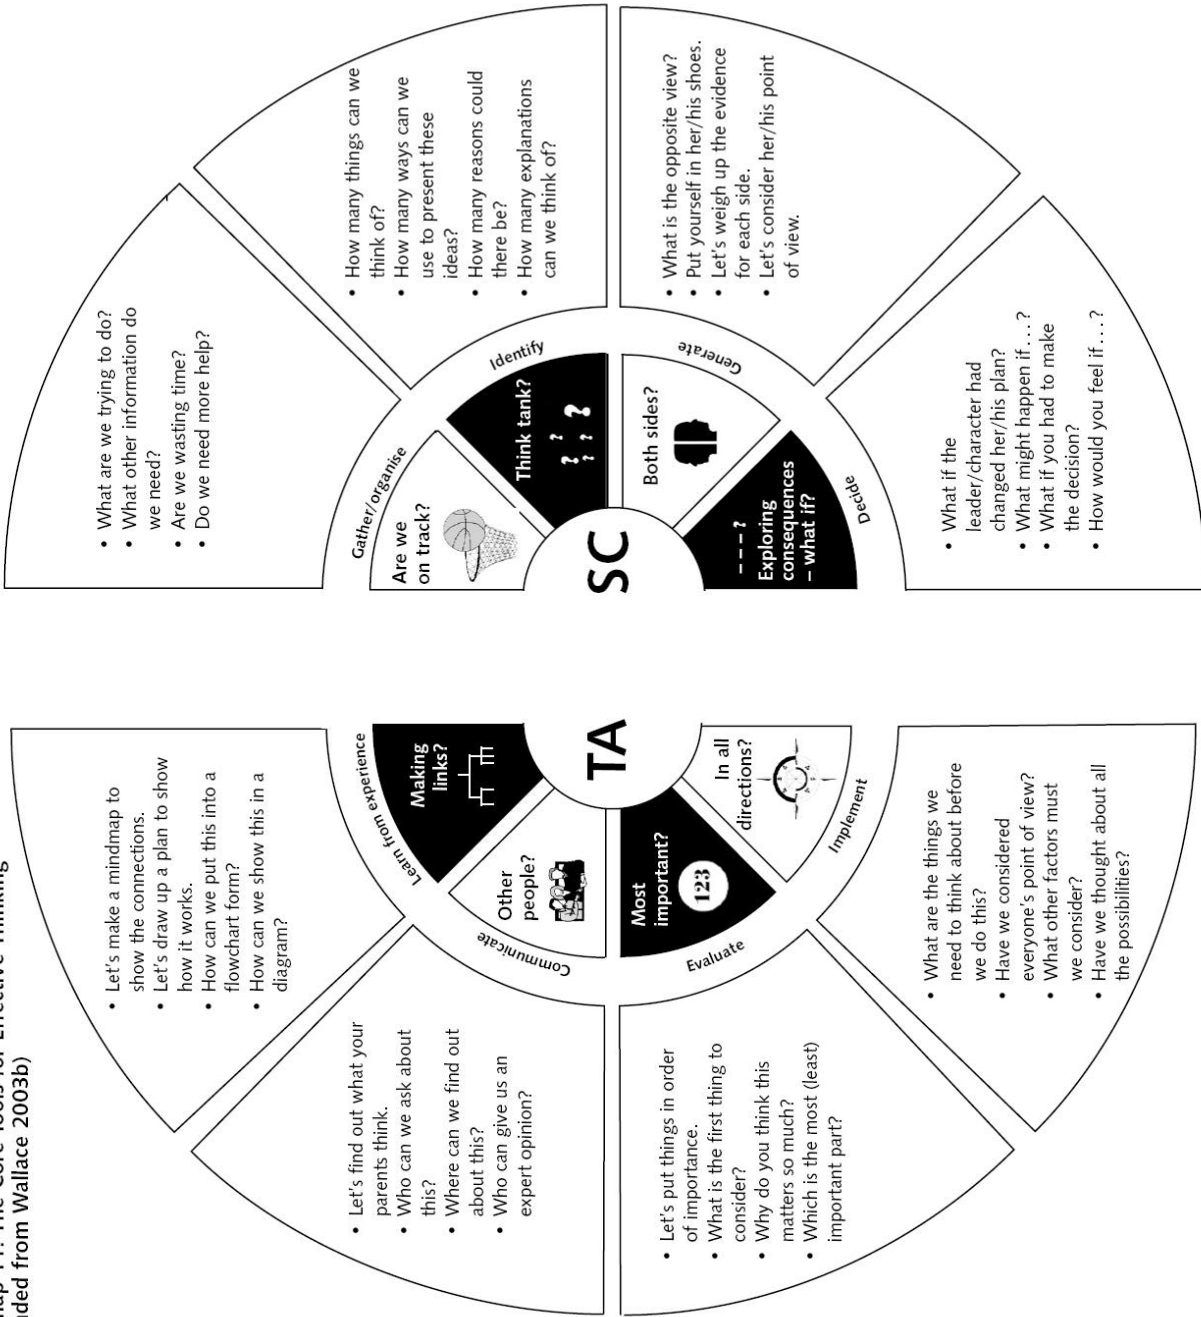 The Core Tools for Effective Thinking
from Wallace 2003b)
• Let's make a mindmap to
show the connections.
• Let's draw up a plan to show
how it works.
• How can we put this into a
flowchart form?
• How can we show this in a
diagram?
• Let's find out what your
parents think.
• Who can we ask about
this?
• Where can we find out
about this?
• Who can give us an
expert opinion?
• Let's put things in order
of importance.
• What is the first thing to
consider?
• Why do you think this
matters so much?
• Which is the most (least)
important part?
• What are the things we
need to think about before
we do this?
• Have we considered
everyone's point of view?
• What other factors must
we consider?
• Have we thought about all
the possibilities?
Learn from experience
Communicate
Evaluate
Implement
Making
links?
Other
people?
Most
important?
123
In all
directions?
TA
SC
Are we
on track?
Think tank?
? ?
? ? ?
Both sides?
– – – ?
Exploring
consequences
– what if?
Gather/organise
Identify
Generate
Decide
• What are we trying to do?
• What other information do
we need?
• Are we wasting time?
• Do we need more help?
• How many things can we
think of?
• How many ways can we
use to present these
ideas?
• How many reasons could
there be?
• How many explanations
can we think of?
• What is the opposite view?
• Put yourself in her/his shoes.
• Let's weigh up the evidence
for each side.
• Let's consider her/his point
of view.
• What if the
leader/character had
changed her/his plan?
• What might happen if…?
• What if you had to make
the decision?
• How would you feel if…?